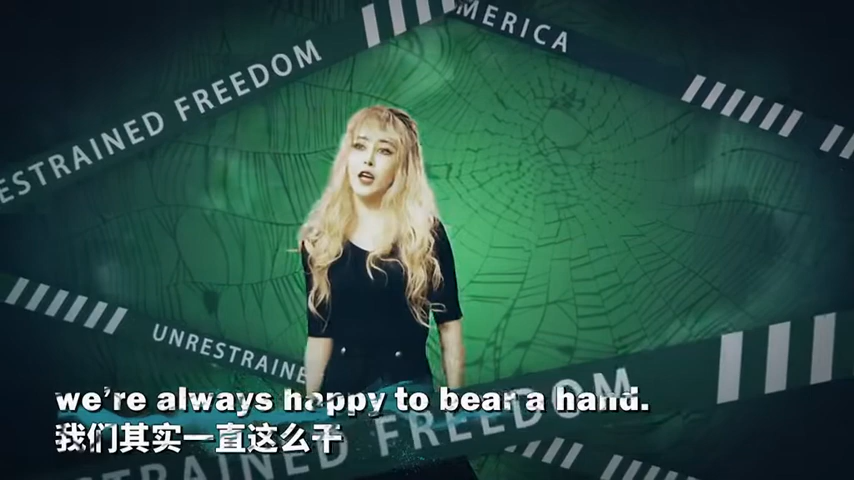 MERICA
ESTRAINED FREEDOM
UNRESTRAINE
we're always happy to bear a hand.
我们其实一直这么干
STRAINED FREEDOM